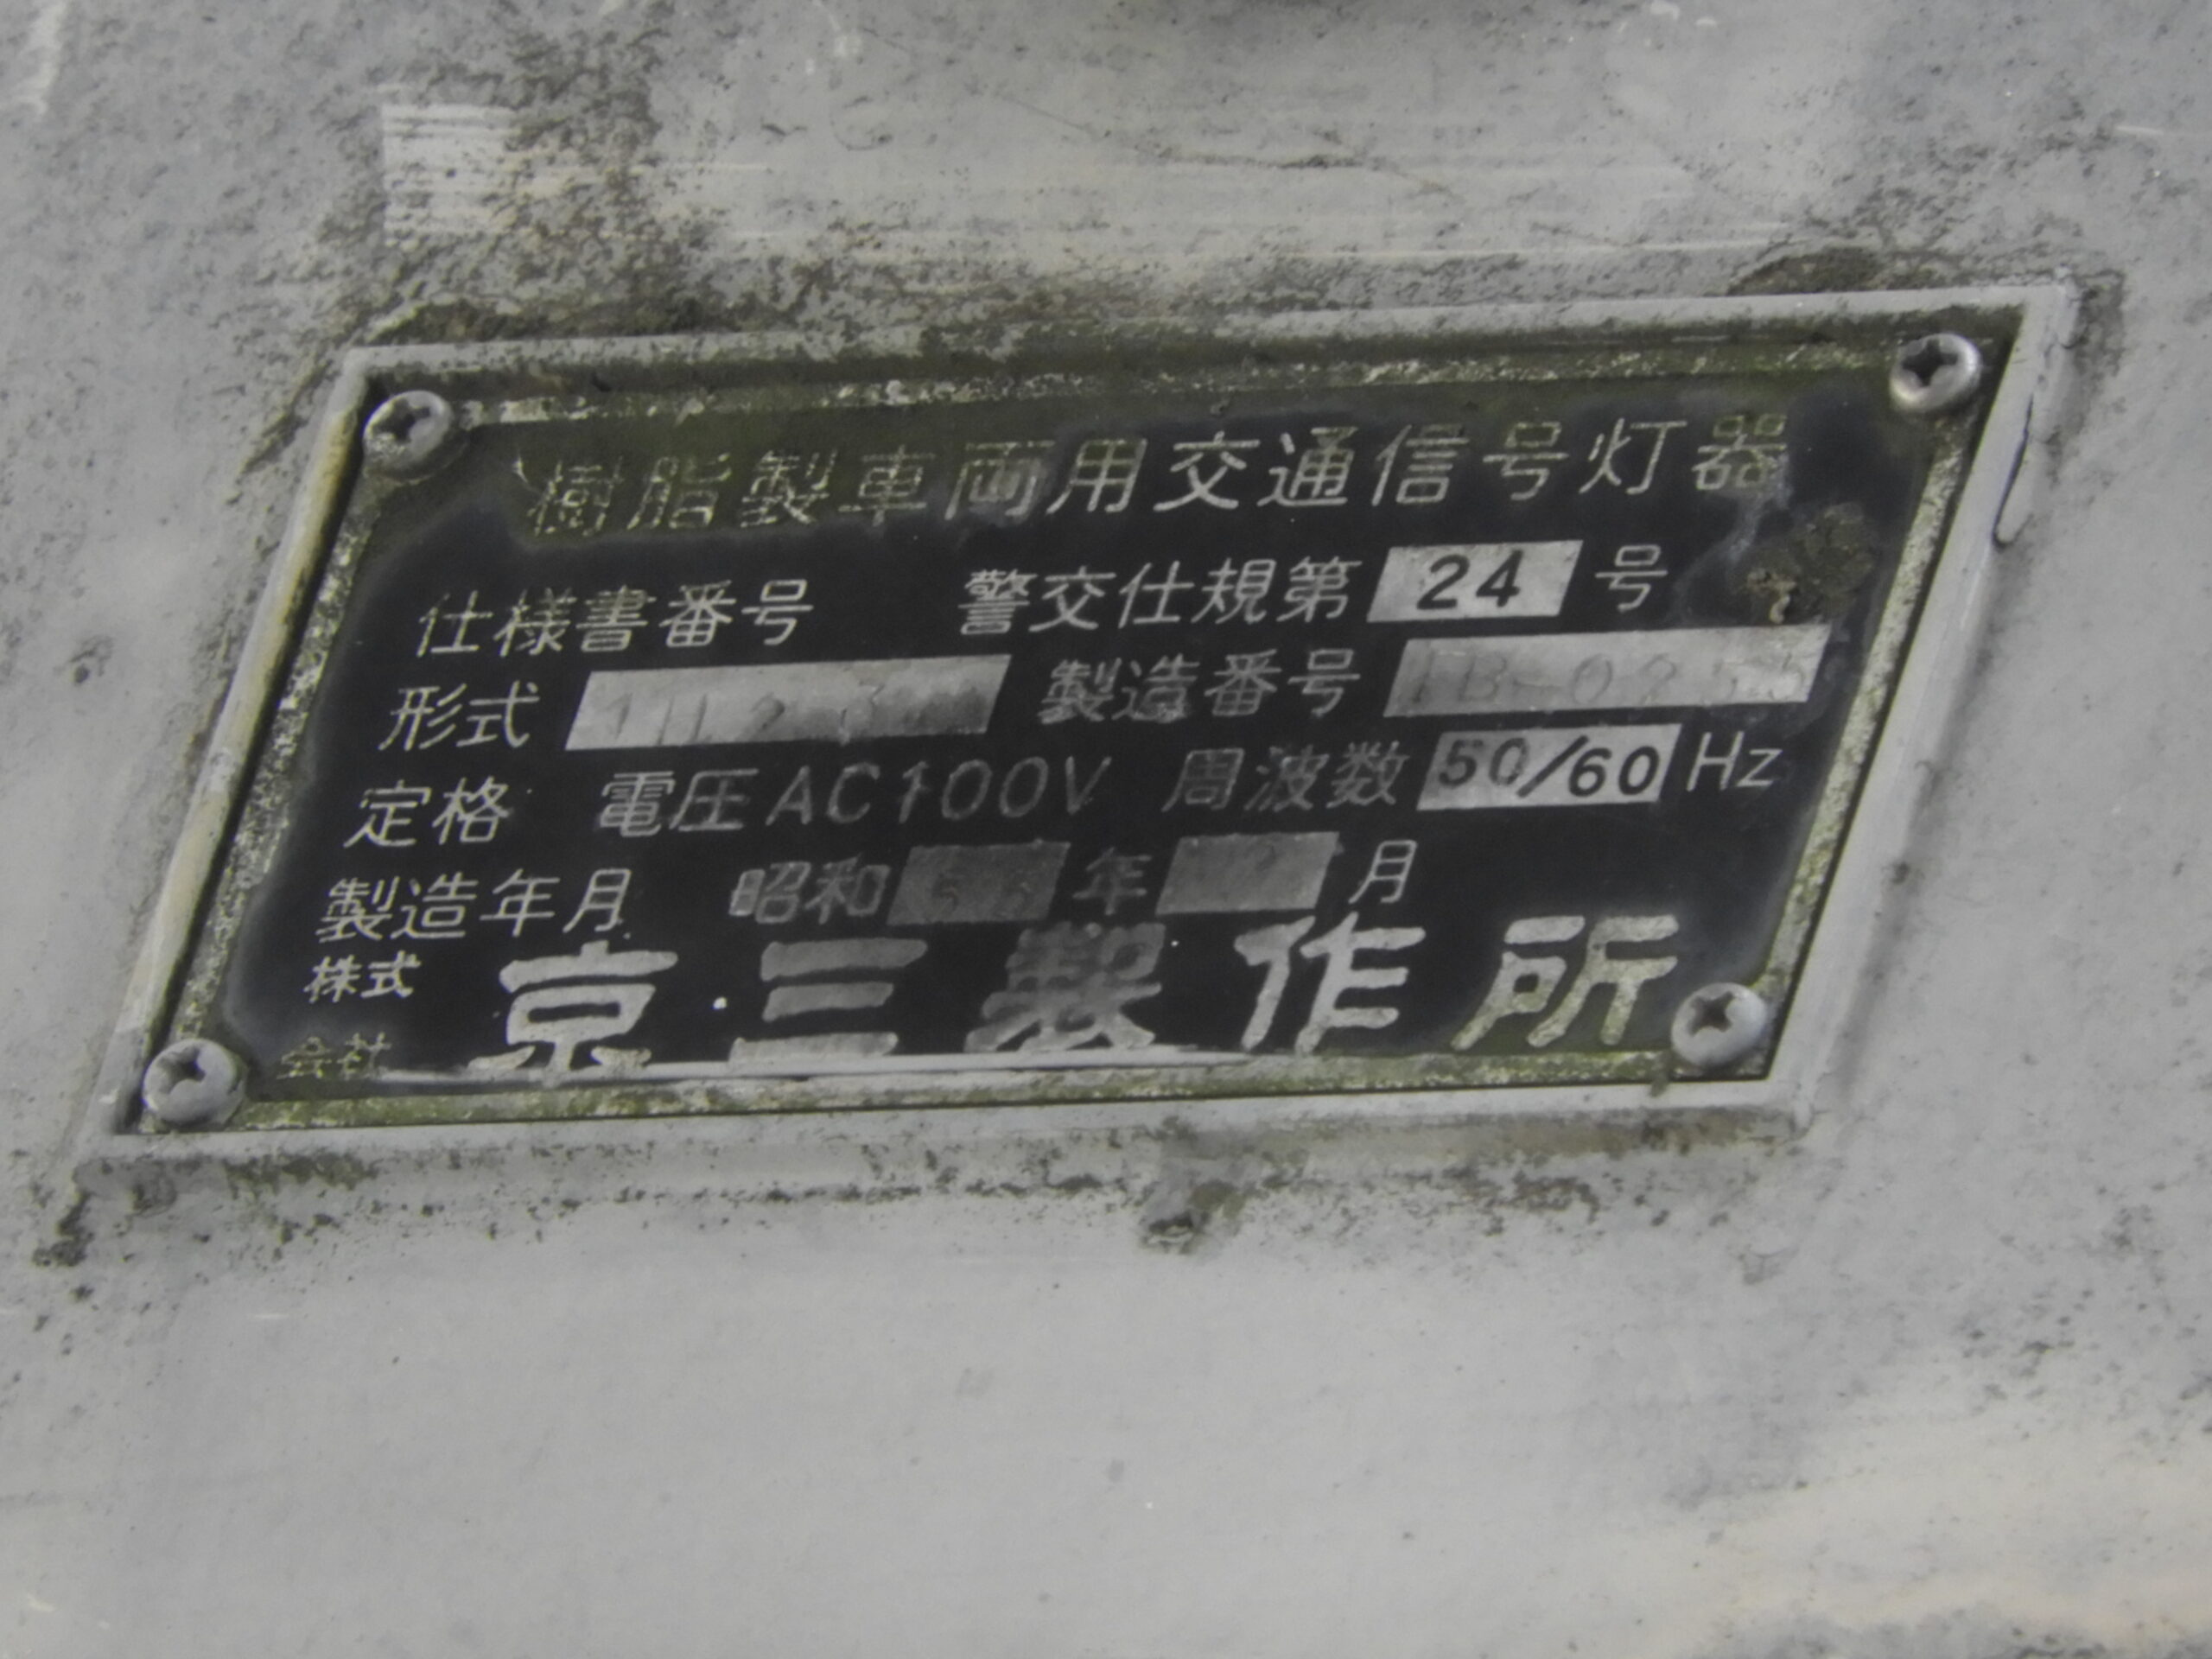 樹脂製車両用交通信号灯器
仕様書番号 警交仕規第 24 号
形式 製造番号
定格 電圧AC100V 周波数 50/60 Hz
製造年月 昭和 年 月
株式会社 京三製作所